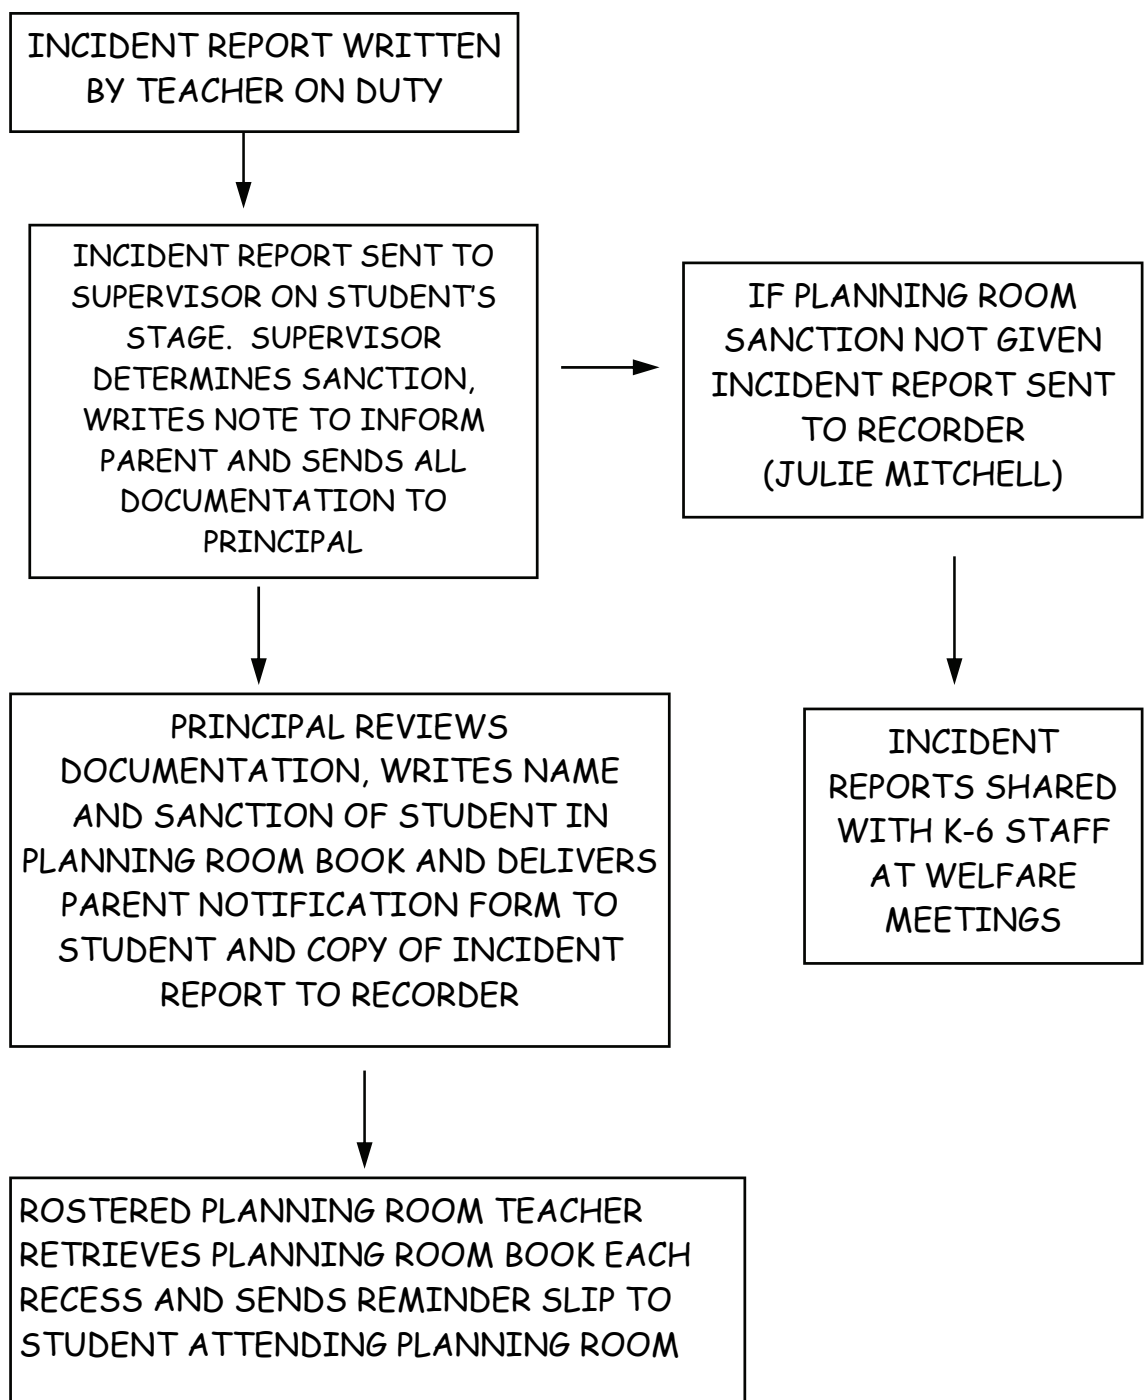 INCIDENT REPORT WRITTEN
BY TEACHER ON DUTY
INCIDENT REPORT SENT TO
SUPERVISOR ON STUDENT'S
STAGE.  SUPERVISOR
DETERMINES SANCTION,
WRITES NOTE TO INFORM
PARENT AND SENDS ALL
DOCUMENTATION TO
PRINCIPAL
IF PLANNING ROOM
SANCTION NOT GIVEN
INCIDENT REPORT SENT
TO RECORDER
(JULIE MITCHELL)
PRINCIPAL REVIEWS
DOCUMENTATION, WRITES NAME
AND SANCTION OF STUDENT IN
PLANNING ROOM BOOK AND DELIVERS
PARENT NOTIFICATION FORM TO
STUDENT AND COPY OF INCIDENT
REPORT TO RECORDER
INCIDENT
REPORTS SHARED
WITH K-6 STAFF
AT WELFARE
MEETINGS
ROSTERED PLANNING ROOM TEACHER
RETRIEVES PLANNING ROOM BOOK EACH
RECESS AND SENDS REMINDER SLIP TO
STUDENT ATTENDING PLANNING ROOM